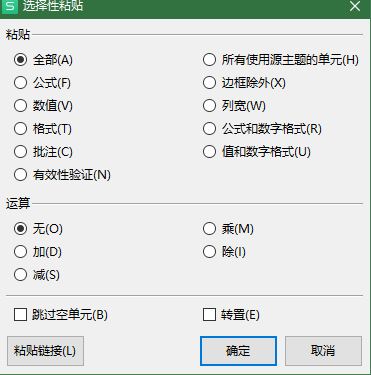 S 选择性粘贴
粘贴
全部(A) 所有使用源主题的单元(H)
公式(F) 边框除外(X)
数值(V) 列宽(W)
格式(T) 公式和数字格式(R)
批注(C) 值和数字格式(U)
有效性验证(N)
运算
无(O) 乘(M)
加(D) 除(I)
减(S)
跳过空单元(B) 转置(E)
粘贴链接(L) 确定 取消